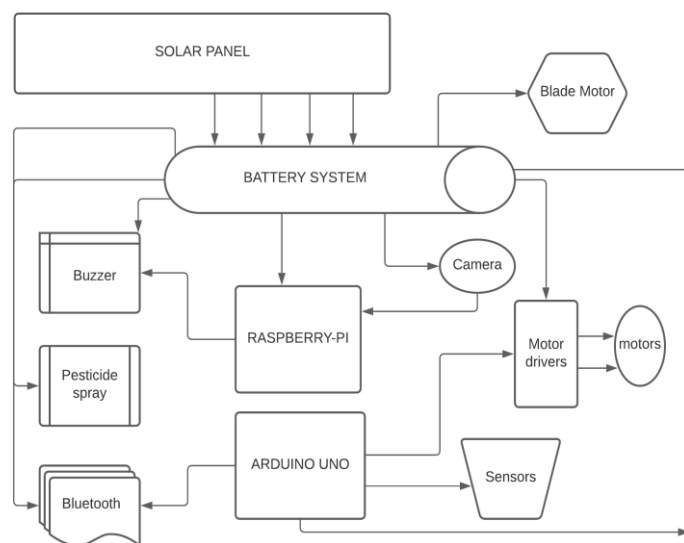 SOLAR PANEL
Blade Motor
BATTERY SYSTEM
Buzzer
Camera
RASPBERRY-PI
Motor
drivers
motors
Pesticide
spray
ARDUINO UNO
Sensors
Bluetooth